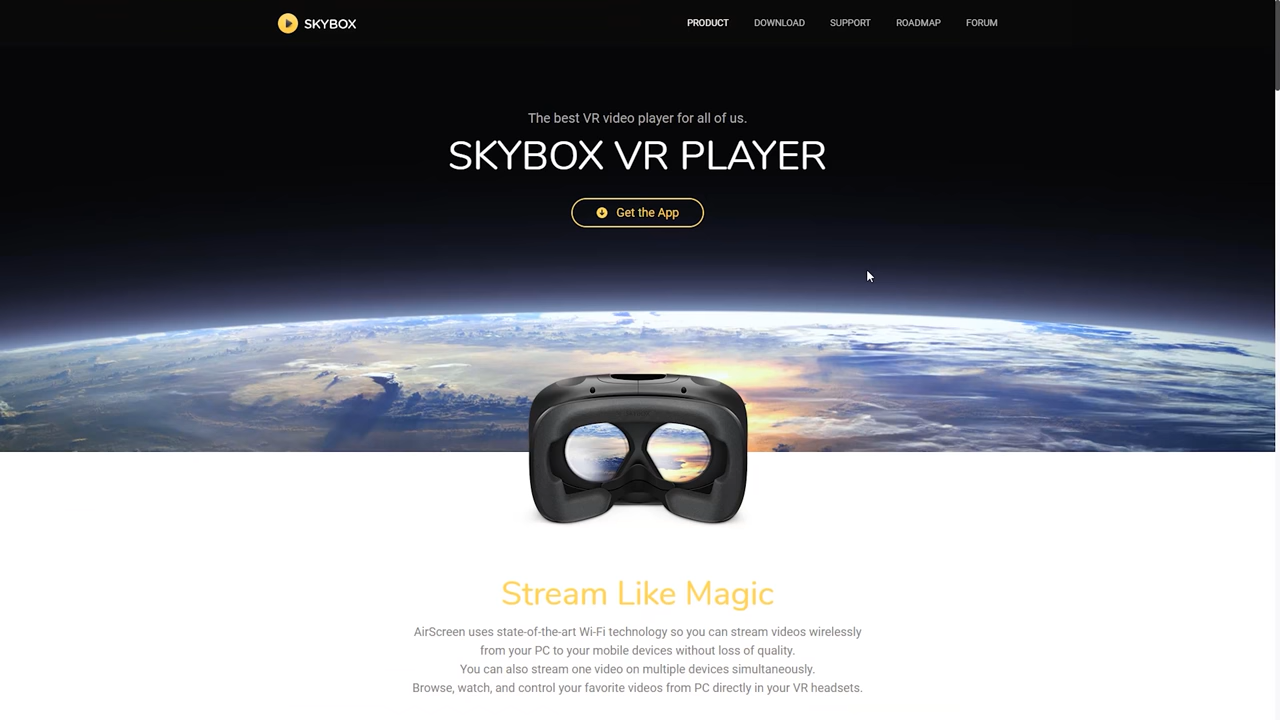 SKYBOX
PRODUCT DOWNLOAD SUPPORT ROADMAP FORUM
The best VR video player for all of us.
SKYBOX VR PLAYER
Get the App
Stream Like Magic
AirScreen uses state-of-the-art Wi-Fi technology so you can stream videos wirelessly
from your PC to your mobile devices without loss of quality.
You can also stream one video on multiple devices simultaneously.
Browse, watch, and control your favorite videos from PC directly in your VR headsets.